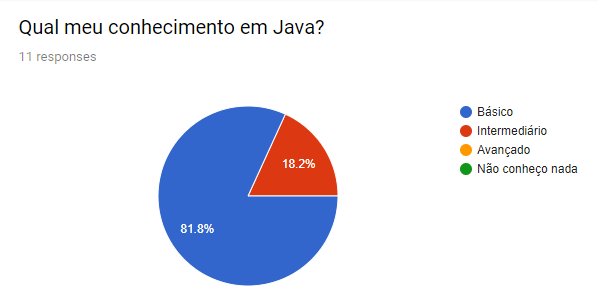 Qual meu conhecimento em Java?
11 responses
Básico
Intermediário
Avançado
Não conheço nada
18.2%
81.8%